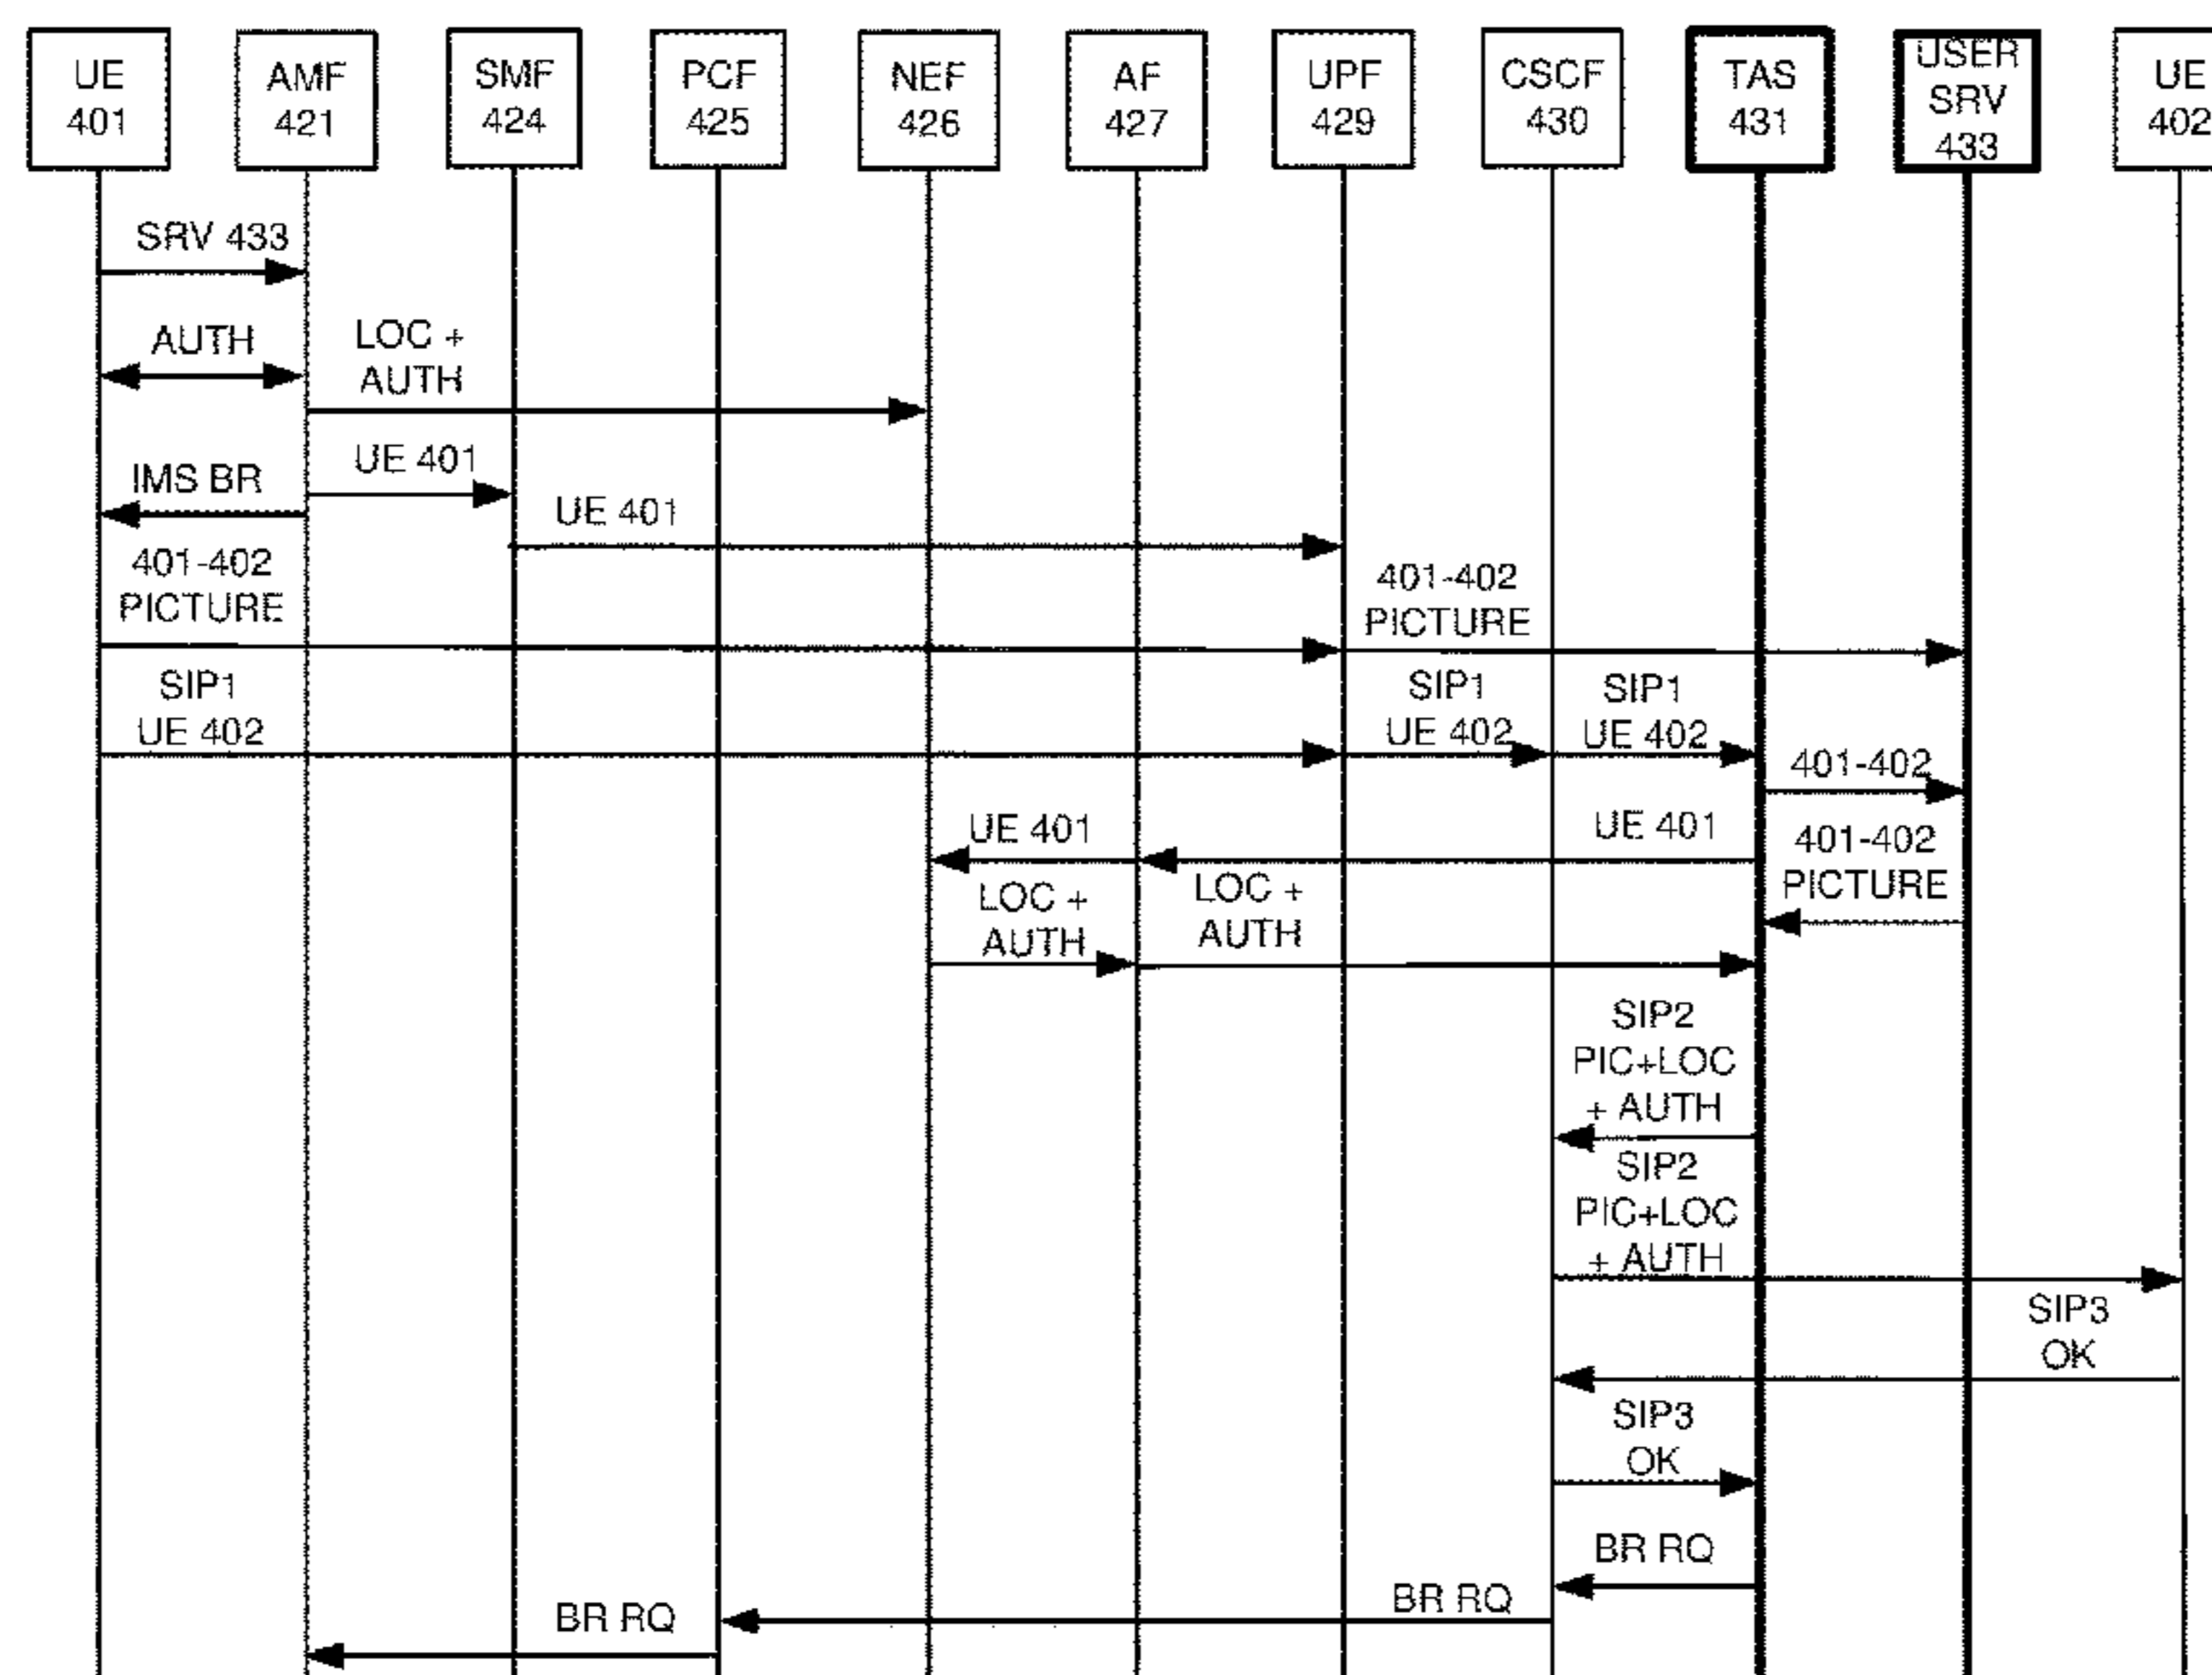 UE
401
AMF
421
SMF
424
PCF
425
NEF
426
AF
427
UPF
429
CSCF
430
TAS
431
USER
SRV
433
UE
402
SRV 433
AUTH
LOC +
AUTH
IMS BR
UE 401
UE 401
401-402
PICTURE
401-402
PICTURE
SIP1
UE 402
SIP1
UE 402
SIP1
UE 402
401-402
UE 401
UE 401
401-402
PICTURE
LOC +
AUTH
LOC +
AUTH
SIP2
PIC+LOC
+ AUTH
SIP2
PIC+LOC
+ AUTH
SIP3
OK
SIP3
OK
BR RQ
BR RQ
BR RQ